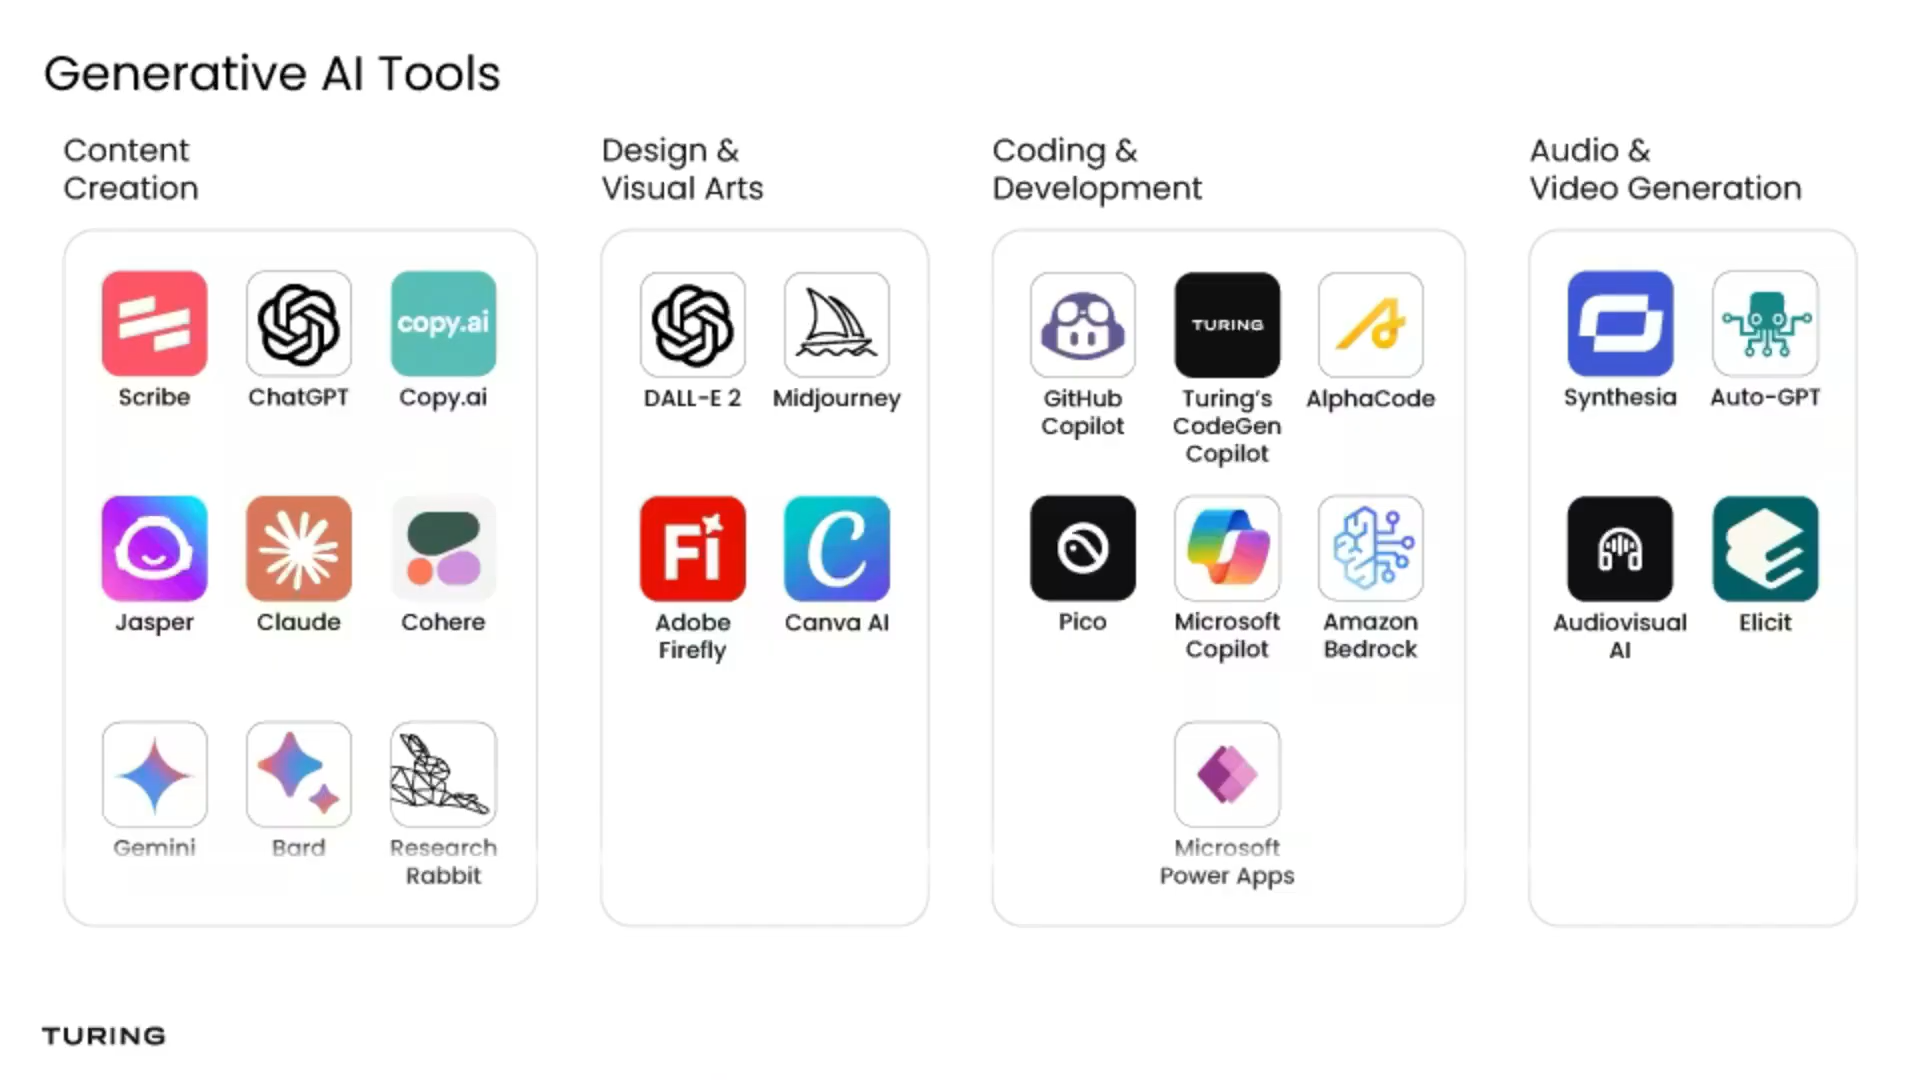 Generative AI Tools
Content
Creation
Design &
Visual Arts
Coding &
Development
Audio &
Video Generation
copy.ai
Scribe
ChatGPT
Copy.ai
Jasper
Claude
Cohere
Gemini
Bard
Research
Rabbit
DALL-E 2
Midjourney
Fi
C
Adobe
Firefly
Canva AI
TURING
GitHub
Copilot
Turing's
CodeGen
Copilot
AlphaCode
Pico
Microsoft
Copilot
Amazon
Bedrock
Microsoft
Power Apps
Synthesia
Auto-GPT
Audiovisual
AI
Elicit
TURING